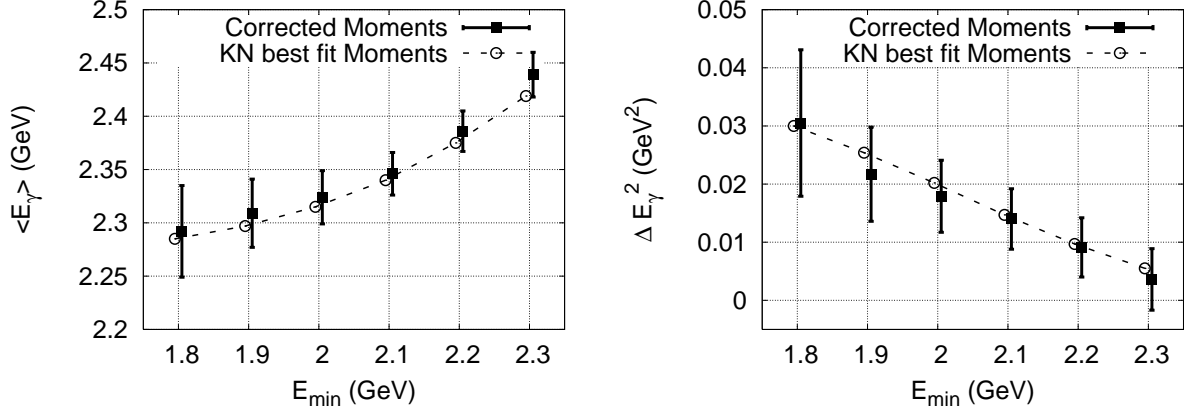 2.5
2.45
2.4
2.35
2.3
2.25
2.2
<E_γ> (GeV)
Corrected Moments
KN best fit Moments
1.8 1.9 2 2.1 2.2 2.3
E_min (GeV)
0.05
0.04
0.03
0.02
0.01
0
Δ E_γ^2 (GeV^2)
Corrected Moments
KN best fit Moments
1.8 1.9 2 2.1 2.2 2.3
E_min (GeV)